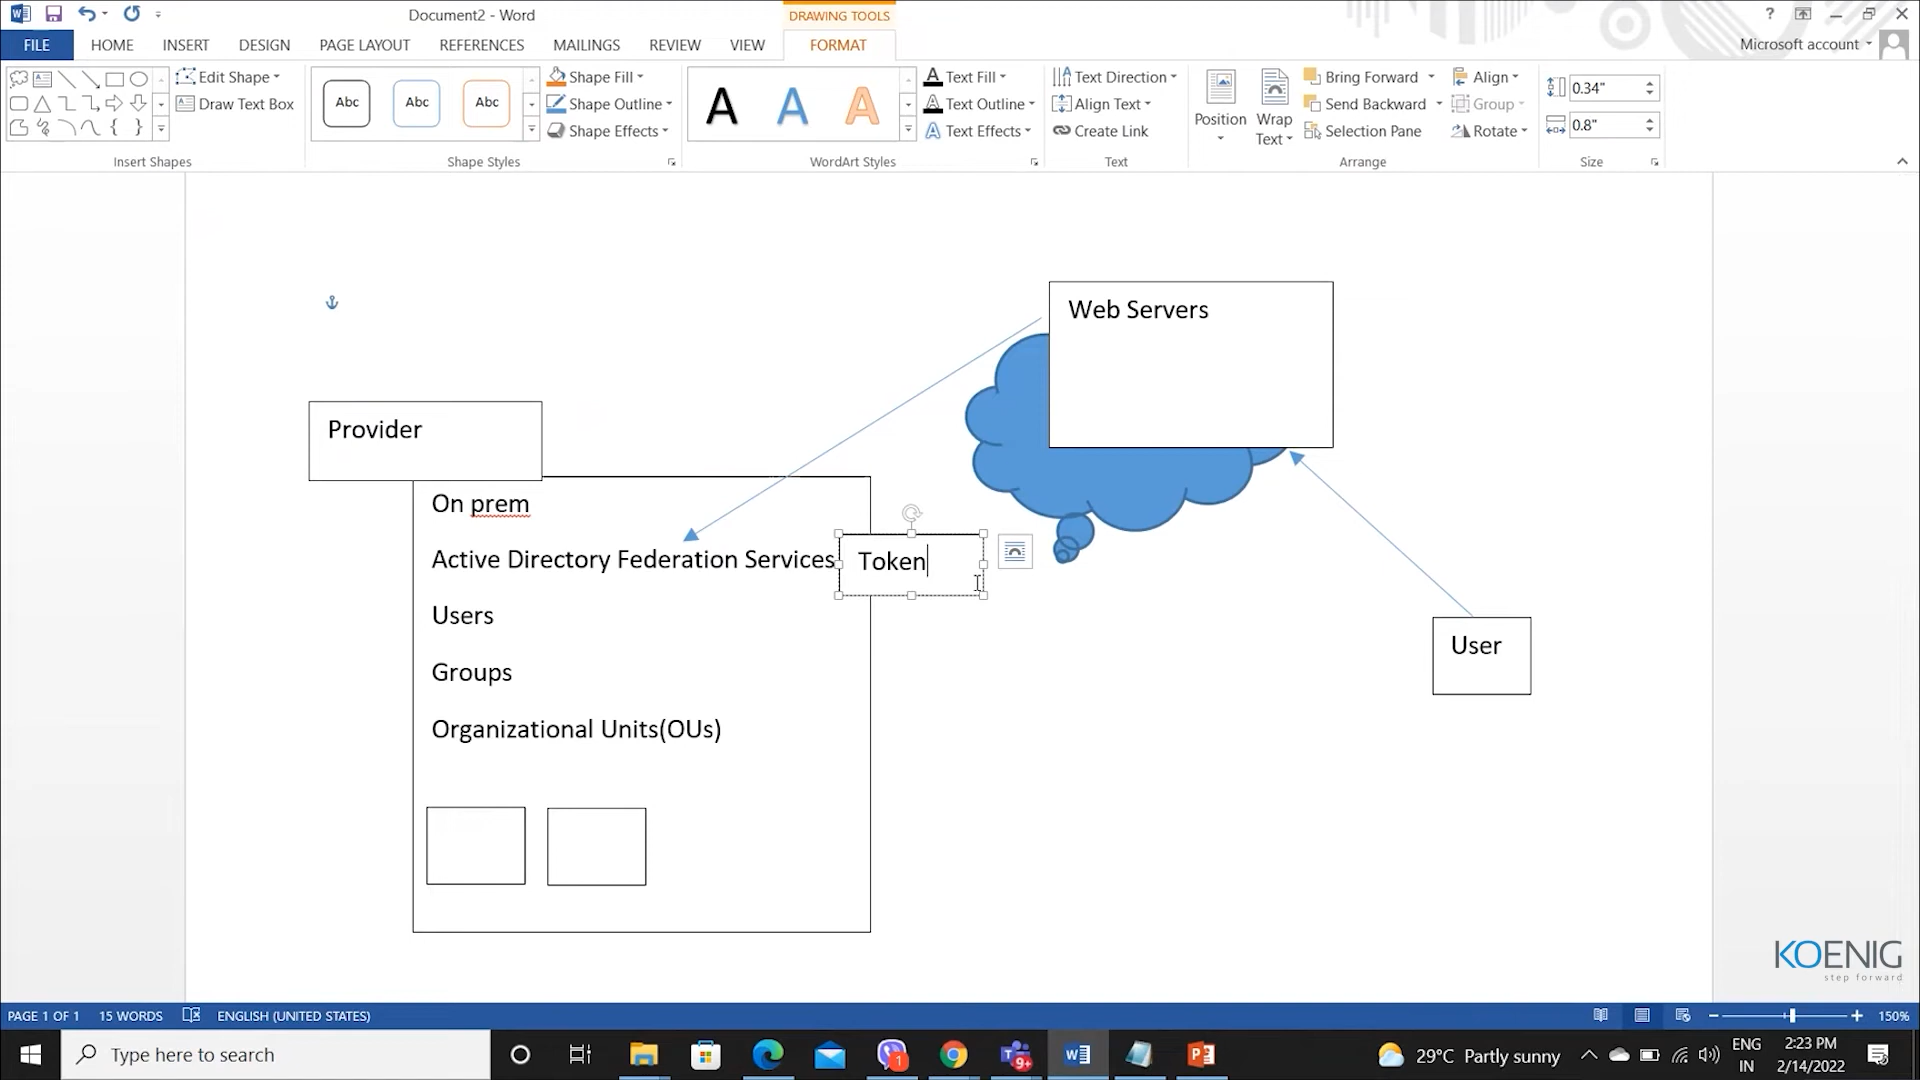 Document2 - Word
DRAWING TOOLS
?
FILE
HOME
INSERT
DESIGN
PAGE LAYOUT
REFERENCES
MAILINGS
REVIEW
VIEW
FORMAT
Microsoft account
Edit Shape
Draw Text Box
Insert Shapes
Abc
Abc
Abc
Shape Fill
Shape Outline
Shape Effects
Shape Styles
A
A
A
Text Fill
Text Outline
Text Effects
WordArt Styles
Text Direction
Align Text
Create Link
Text
Position
Wrap
Text
Bring Forward
Send Backward
Selection Pane
Align
Group
Rotate
Arrange
0.34"
0.8"
Size
Web Servers
Provider
On prem
Active Directory Federation Services
Token
Users
User
Groups
Organizational Units(OUs)
KOENIG
step forward
PAGE 1 OF 1
15 WORDS
ENGLISH (UNITED STATES)
150%
Type here to search
1
9+
29°C Partly sunny
ENG
IN
2:23 PM
2/14/2022